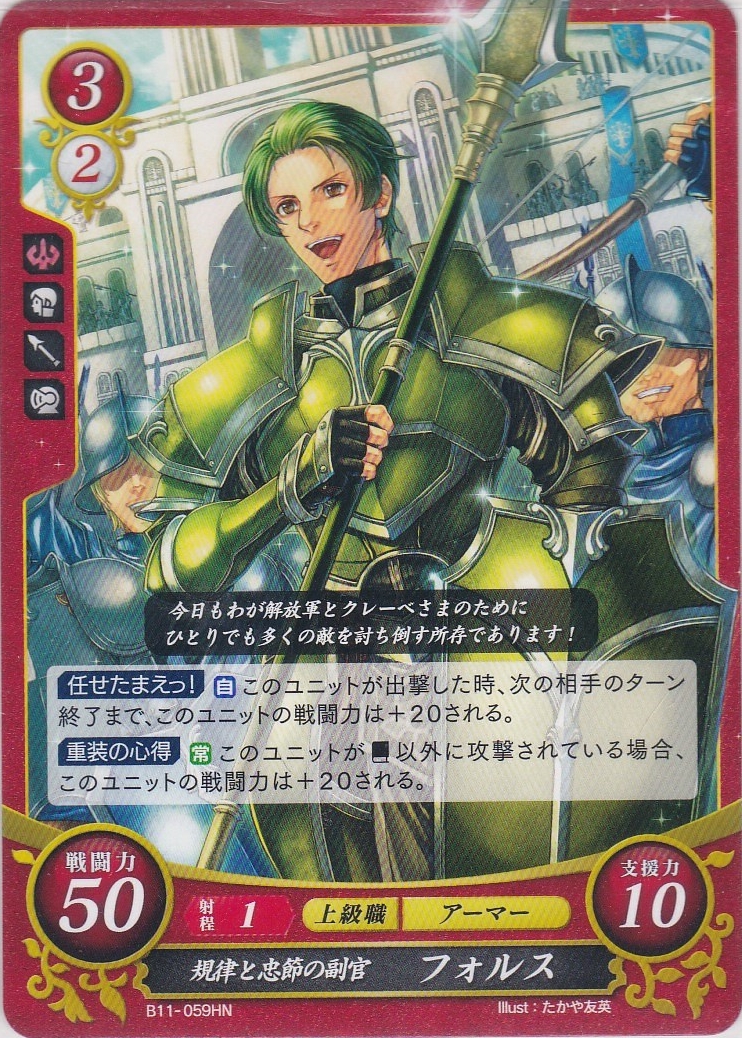 3
2
今日もわが解放軍とクレーベさまのために
ひとりでも多くの敵を討ち倒す所存であります!
任せたまえっ! 自 このユニットが出撃した時、次の相手のターン
終了まで、このユニットの戦闘力は+20される。
重装の心得 常 このユニットが 以外に攻撃されている場合、
このユニットの戦闘力は+20される。
戦闘力
50
射程 1
上級職
アーマー
支援力
10
規律と忠節の副官 フォルス
B11-059HN
Illust:たかや友英